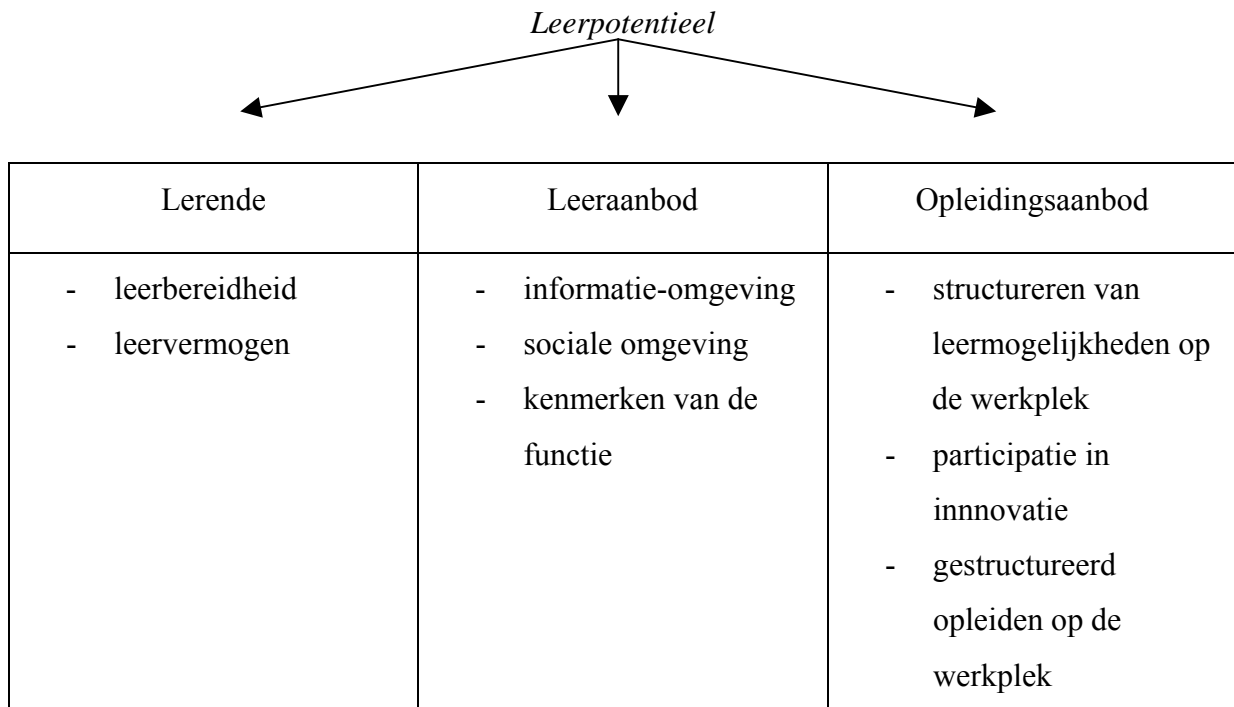 Leerpotentieel
Lerende
- leerbereidheid
- leervermogen
Leeraanbod
- informatie-omgeving
- sociale omgeving
- kenmerken van de
functie
Opleidingsaanbod
- structureren van
leermogelijkheden op
de werkplek
- participatie in
innnovatie
- gestructureerd
opleiden op de
werkplek